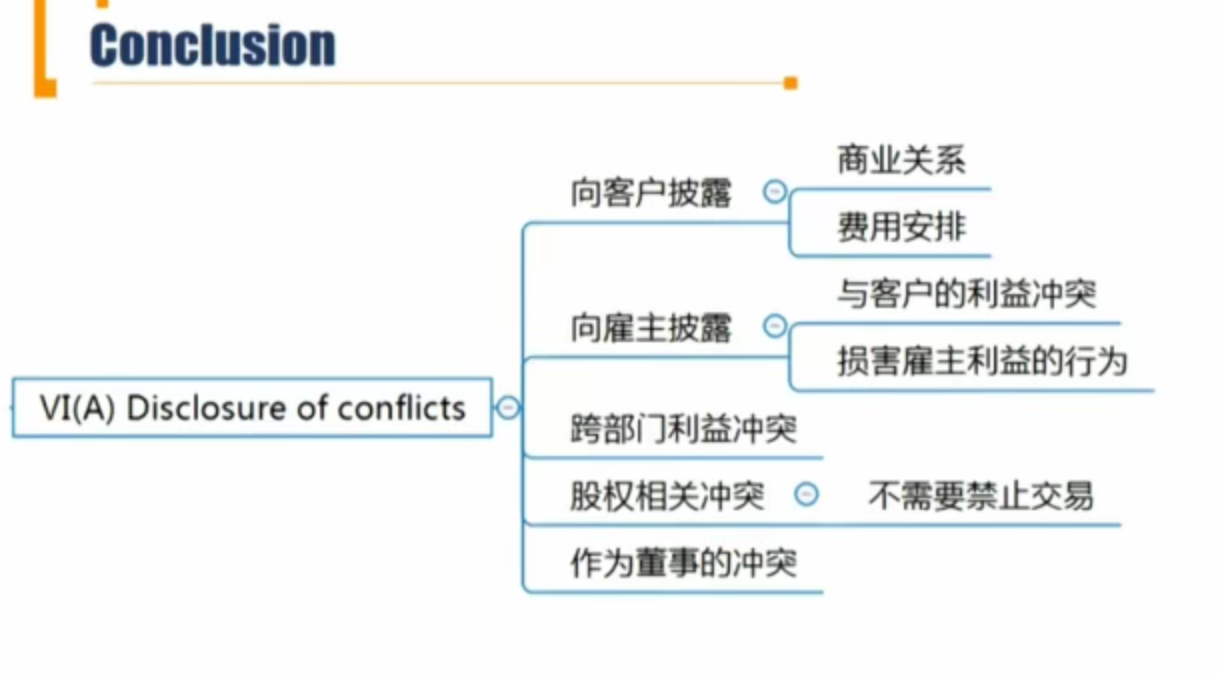 Conclusion
商业关系
向客户披露
费用安排
与客户的利益冲突
向雇主披露
损害雇主利益的行为
VI(A) Disclosure of conflicts
跨部门利益冲突
股权相关冲突
不需要禁止交易
作为董事的冲突